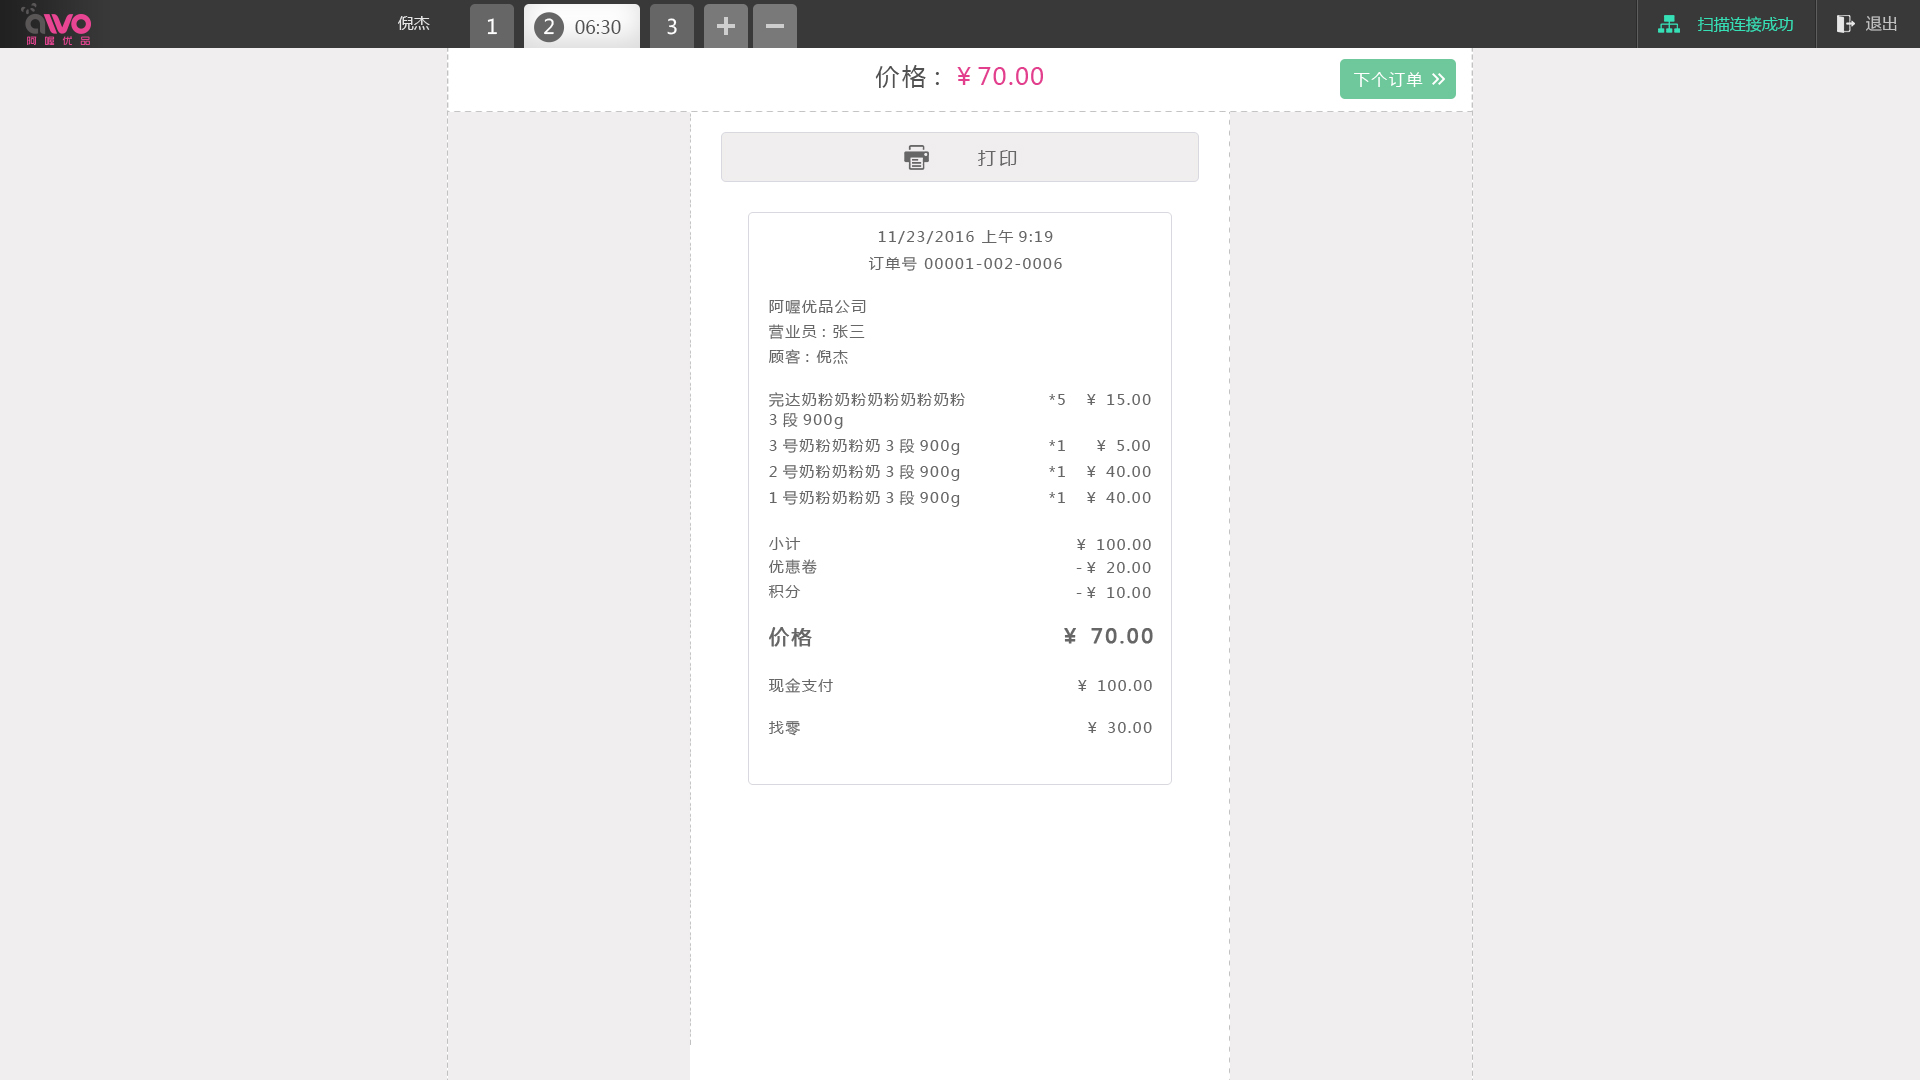 awo
阿喔优品
倪杰
1
2 06:30
3
扫描连接成功
退出
价格： ¥ 70.00
下个订单
打印
11/23/2016 上午 9:19
订单号 00001-002-0006
阿喔优品公司
营业员：张三
顾客：倪杰
完达奶粉奶粉奶粉奶粉奶粉 *5 ¥ 15.00
3 段 900g
3 号奶粉奶粉奶 3 段 900g *1 ¥ 5.00
2 号奶粉奶粉奶 3 段 900g *1 ¥ 40.00
1 号奶粉奶粉奶 3 段 900g *1 ¥ 40.00
小计 ¥ 100.00
优惠卷 -¥ 20.00
积分 -¥ 10.00
价格 ¥ 70.00
现金支付 ¥ 100.00
找零 ¥ 30.00